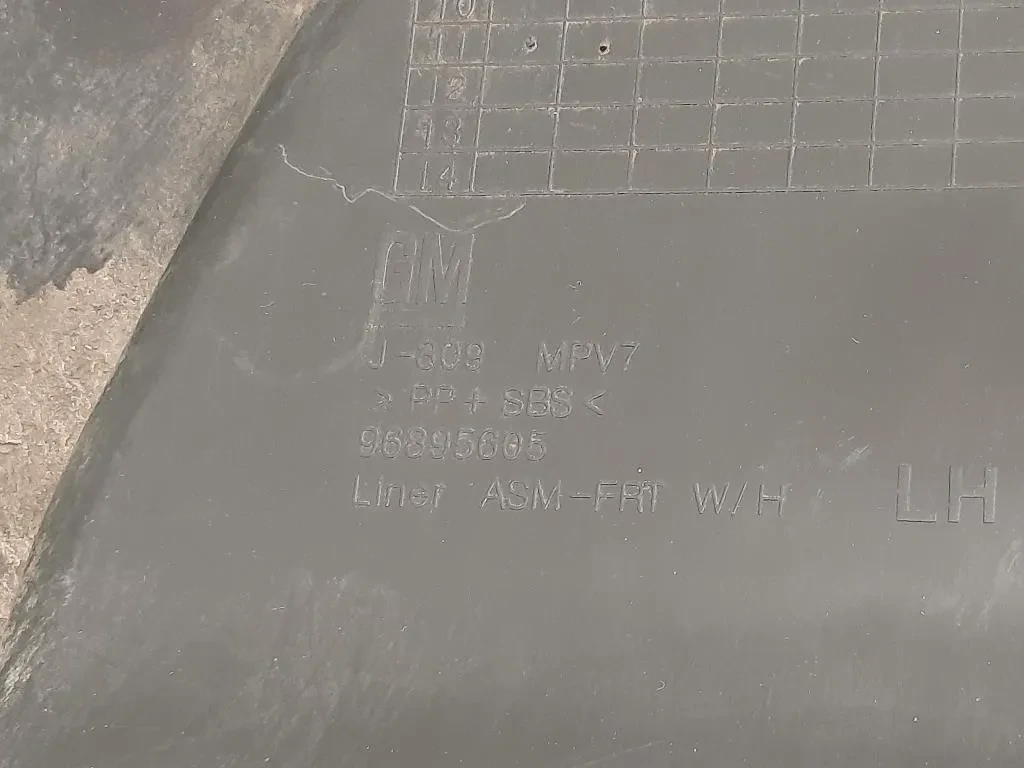 10
11
12
13
14
GM
J-309 MPV7
> PP + SBS <
96895605
Liner ASM-FRT W/H LH